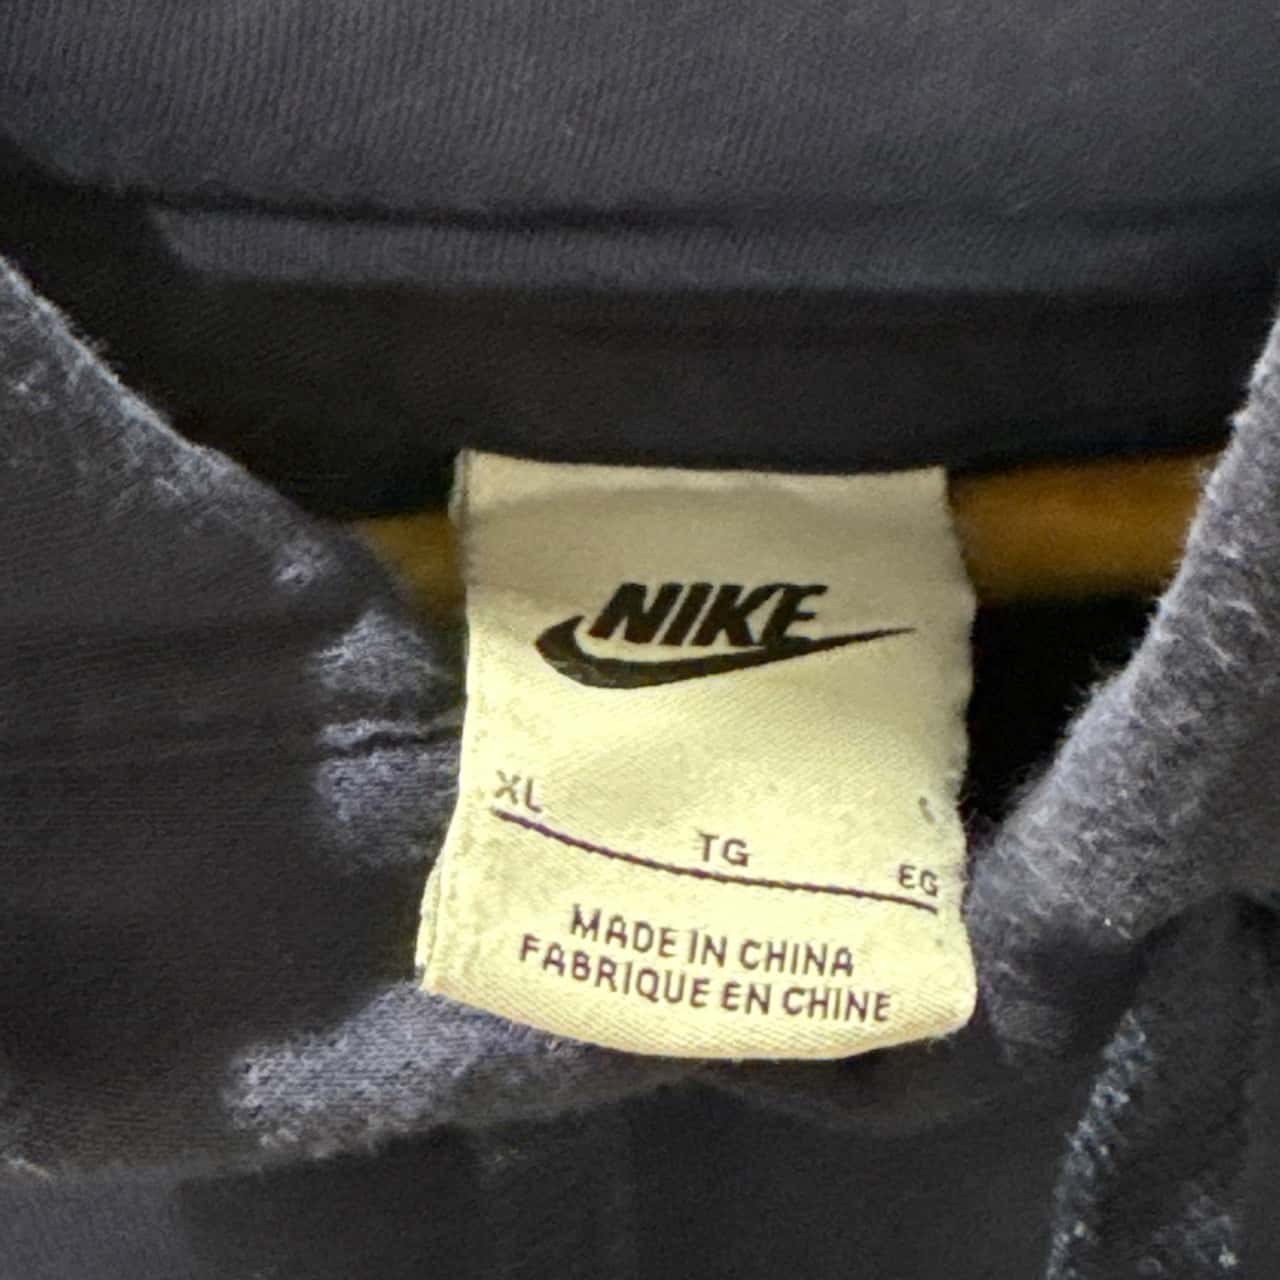 NIKE
XL TG EG
MADE IN CHINA
FABRIQUE EN CHINE